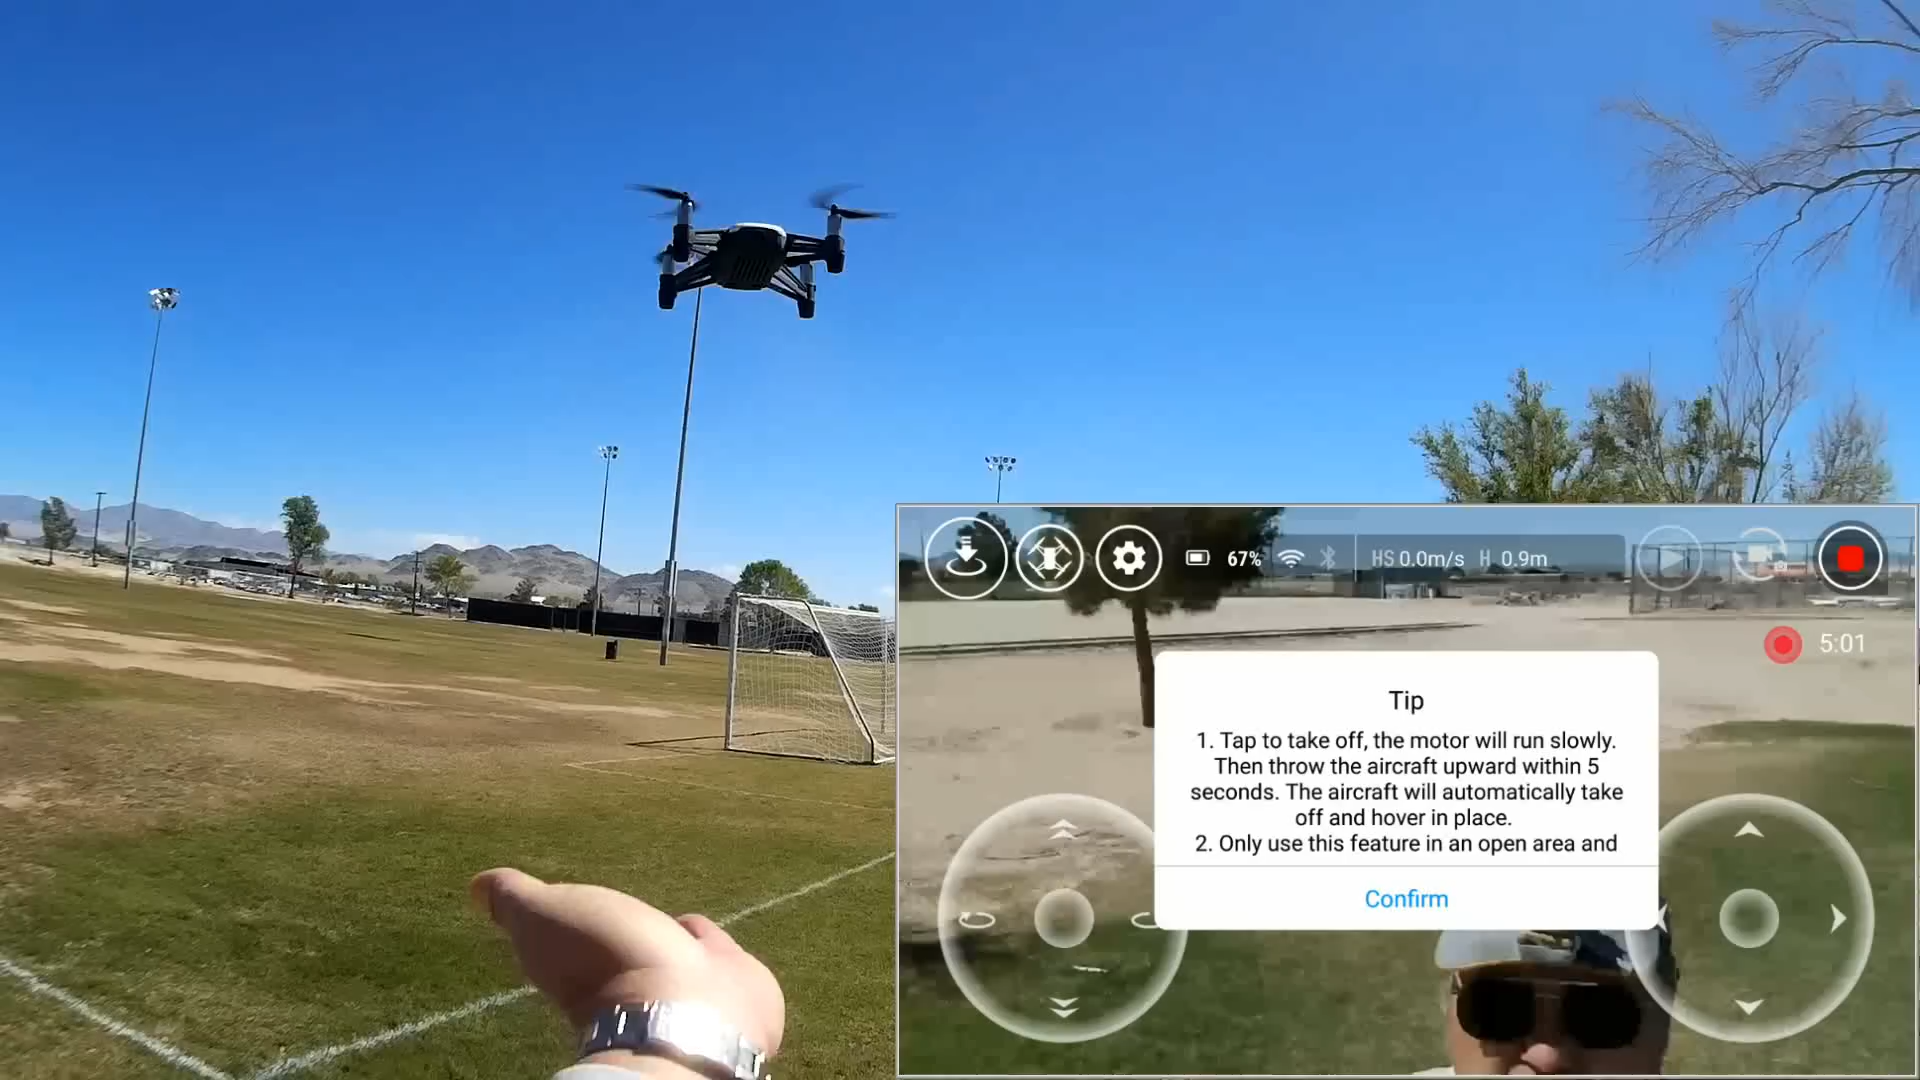 67% HS 0.0m/s H 0.9m
5:01
Tip
1. Tap to take off, the motor will run slowly.
Then throw the aircraft upward within 5
seconds. The aircraft will automatically take
off and hover in place.
2. Only use this feature in an open area and
Confirm